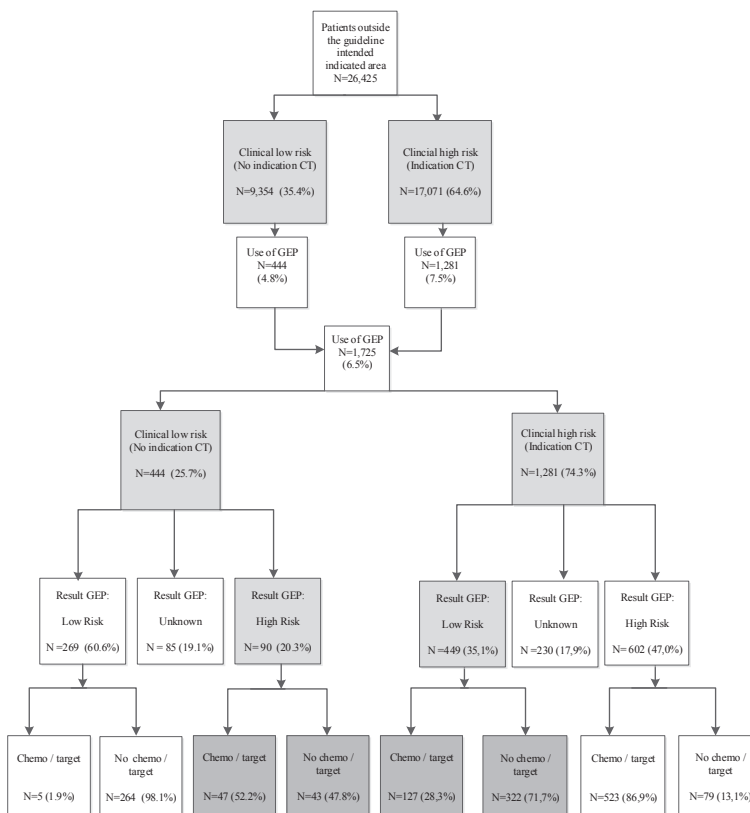 Patients outside
the guideline
intended
indicated area
N=26,425
Clinical low risk
(No indication CT)
N=9,354 (35.4%)
Clincial high risk
(Indication CT)
N=17,071 (64.6%)
Use of GEP
N=444
(4.8%)
Use of GEP
N=1,281
(7.5%)
Use of GEP
N=1,725
(6.5%)
Clinical low risk
(No indication CT)
N=444 (25.7%)
Clincial high risk
(Indication CT)
N=1,281 (74.3%)
Result GEP:
Low Risk
N =269 (60.6%)
Result GEP:
Unknown
N = 85 (19.1%)
Result GEP:
High Risk
N = 90 (20.3%)
Result GEP:
Low Risk
N =449 (35,1%)
Result GEP:
Unknown
N = 230 (17,9%)
Result GEP:
High Risk
N = 602 (47,0%)
Chemo / target
N=5 (1.9%)
No chemo /
target
N=264 (98.1%)
Chemo / target
N=47 (52.2%)
No chemo /
target
N=43 (47.8%)
Chemo / target
N=127 (28,3%)
No chemo /
target
N=322 (71,7%)
Chemo / target
N=523 (86,9%)
No chemo /
target
N=79 (13,1%)